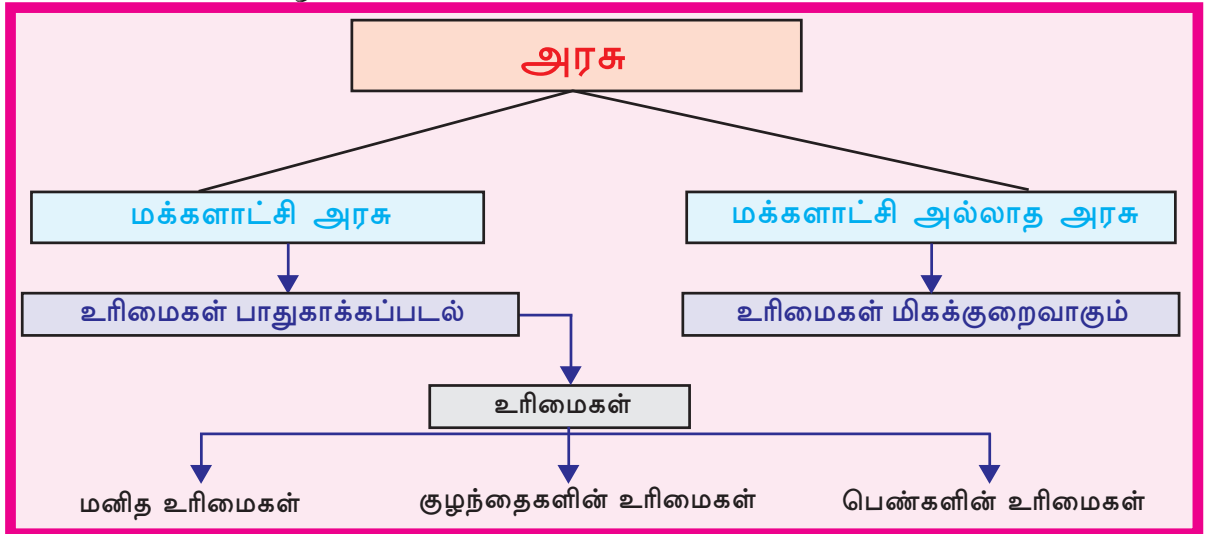 அரசு
மக்களாட்சி அரசு
மக்களாட்சி அல்லாத அரசு
உரிமைகள் பாதுகாக்கப்படல்
உரிமைகள் மிகக்குறைவாகும்
உரிமைகள்
மனித உரிமைகள்
குழந்தைகளின் உரிமைகள்
பெண்களின் உரிமைகள்